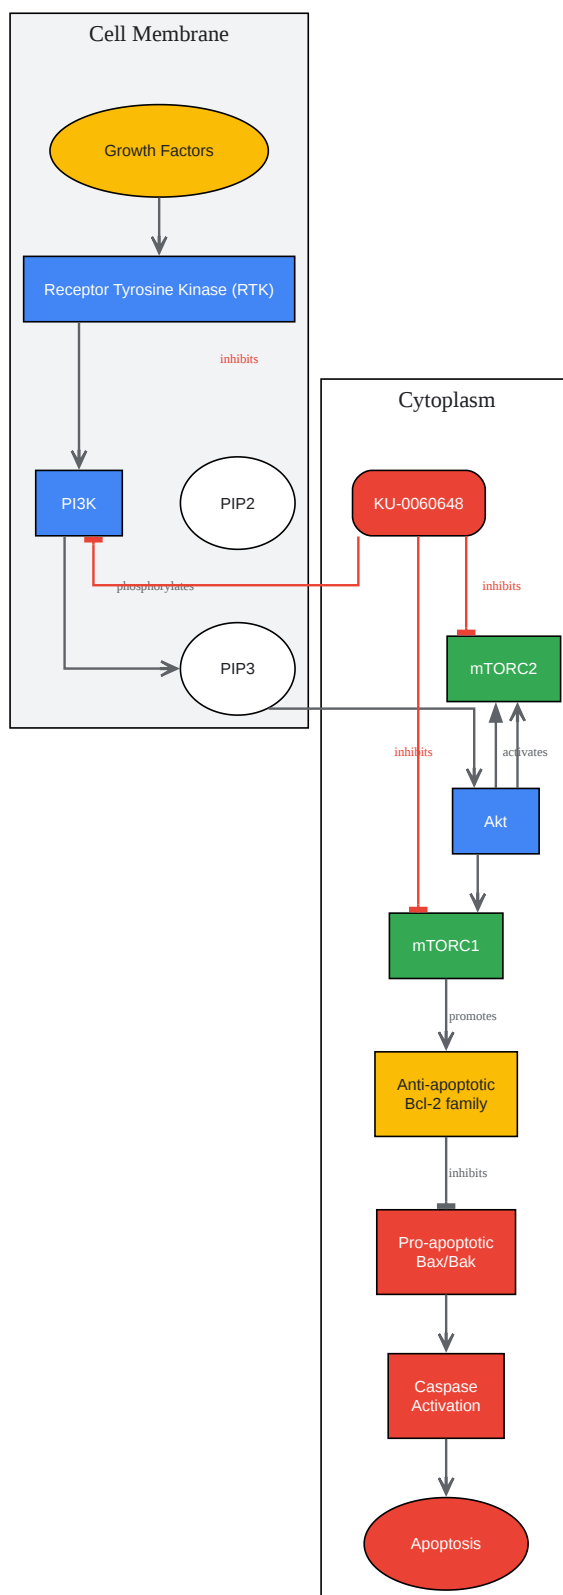 Cell Membrane
Growth Factors
Receptor Tyrosine Kinase (RTK)
inhibits
Cytoplasm
PI3K
PIP2
KU-0060648
phosphorylates
inhibits
PIP3
mTORC2
inhibits
activates
Akt
mTORC1
promotes
Anti-apoptotic
Bcl-2 family
inhibits
Pro-apoptotic
Bax/Bak
Caspase
Activation
Apoptosis